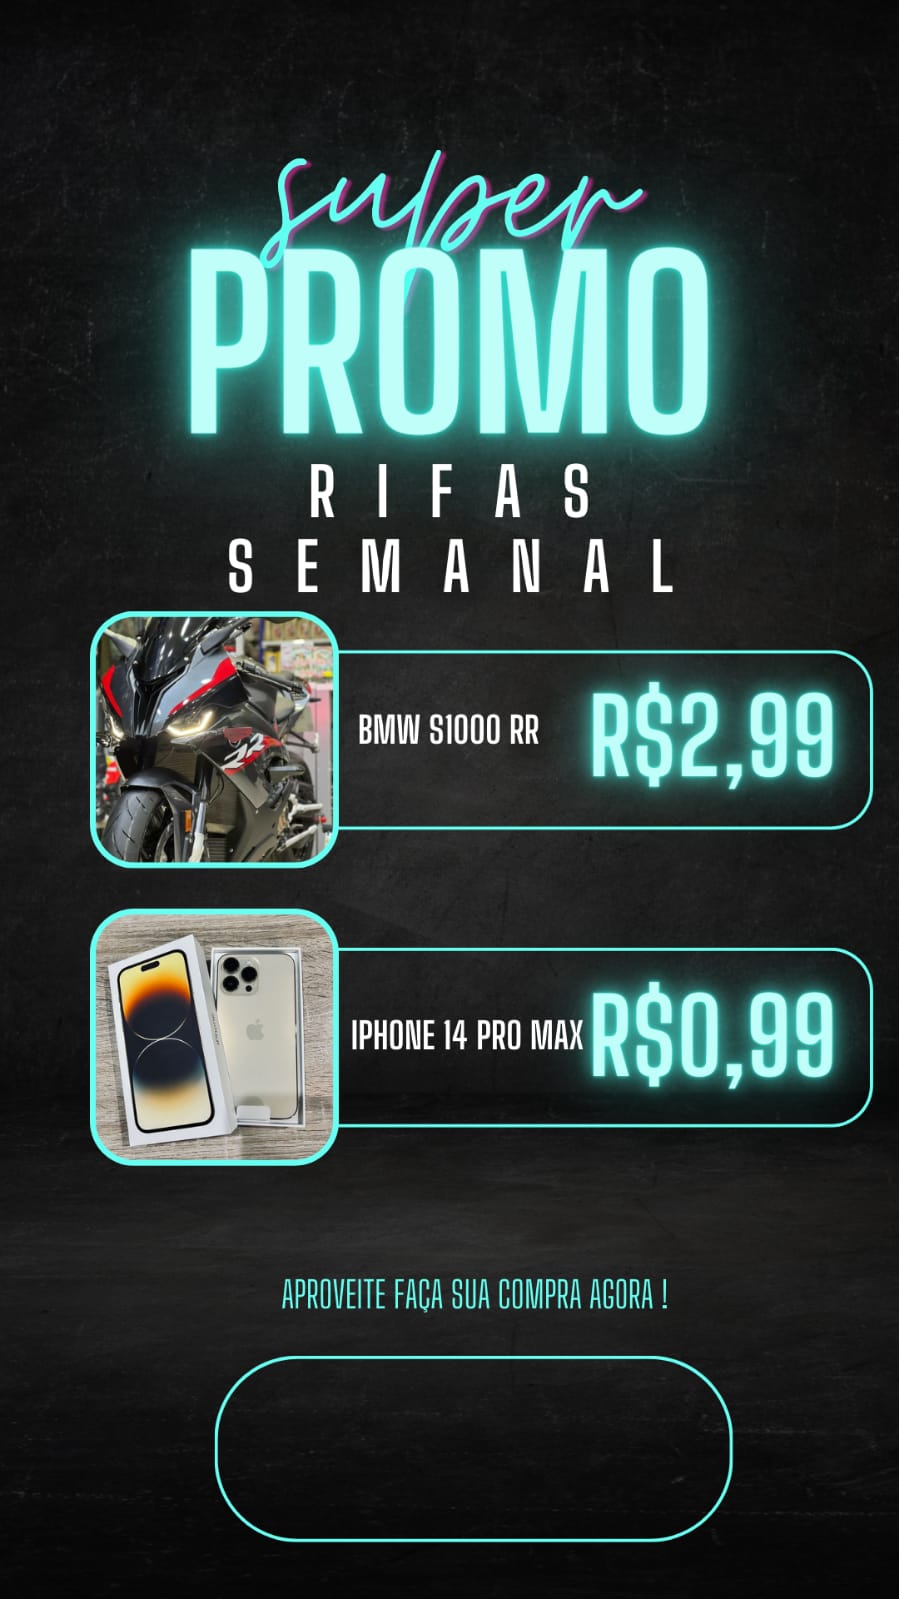 super
PROMO
RIFAS
SEMANAL
BMW S1000 RR
R$2,99
IPHONE 14 PRO MAX
R$0,99
APROVEITE FAÇA SUA COMPRA AGORA !